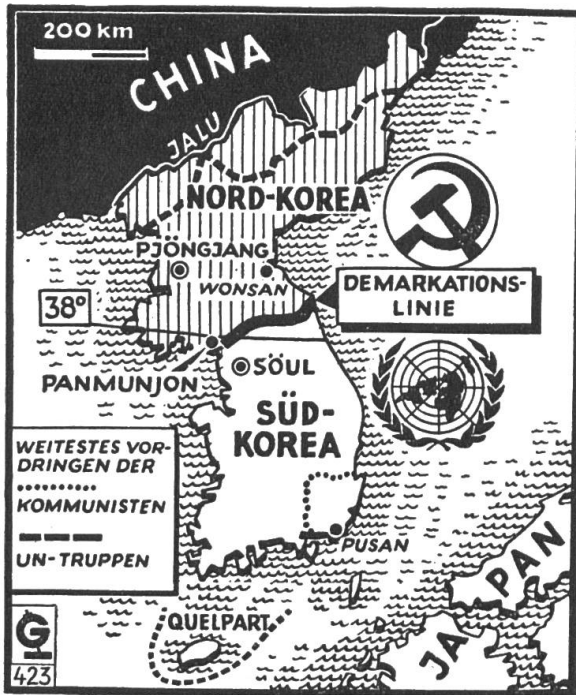 200 km
CHINA
JALU
NORD-KOREA
PJÖNGJANG
WONSAN
DEMARKATIONS-
LINIE
38º
PANMUNJON
SÖUL
SÜD-
KOREA
WEITESTES VOR-
DRINGEN DER
KOMMUNISTEN
UN-TRUPPEN
PUSAN
JAPAN
QUELPART
G
423